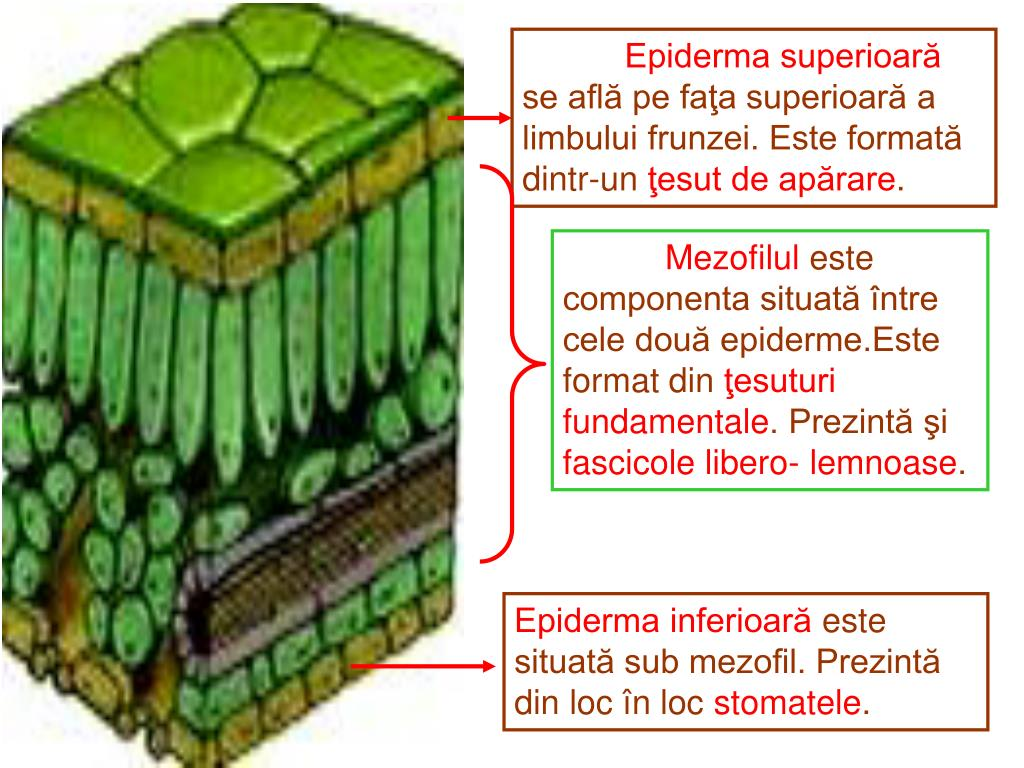 Epiderma superioară
se află pe faţa superioară a
limbului frunzei. Este formată
dintr-un ţesut de apărare.
Mezofilul este
componenta situată între
cele două epiderme.Este
format din ţesuturi
fundamentale. Prezintă şi
fascicole libero- lemnoase.
Epiderma inferioară este
situată sub mezofil. Prezintă
din loc în loc stomatele.